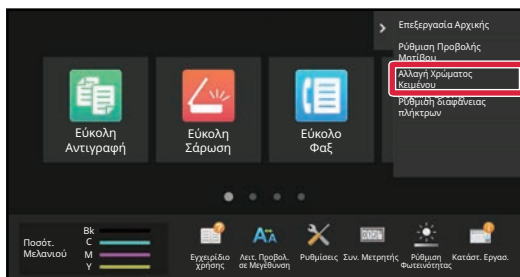 Επεξεργασία Αρχικής
Ρύθμιση Προβολής
Μοτίβου
Αλλαγή Χρώματος
Κειμένου
Ρύθμιση διαφάνειας
πλήκτρων
Εύκολη
Αντιγραφή
Εύκολη
Σάρωση
Εύκολο
Φαξ
Ποσότ.
Μελανιού
Bk
C
M
Y
Εγχειρίδιο
χρήσης
Λειτ. Προβολ.
σε Μεγέθυνση
Ρυθμίσεις
Συν. Μετρητής
Ρύθμιση
Φωτεινότητας
Κατάστ. Εργασ.